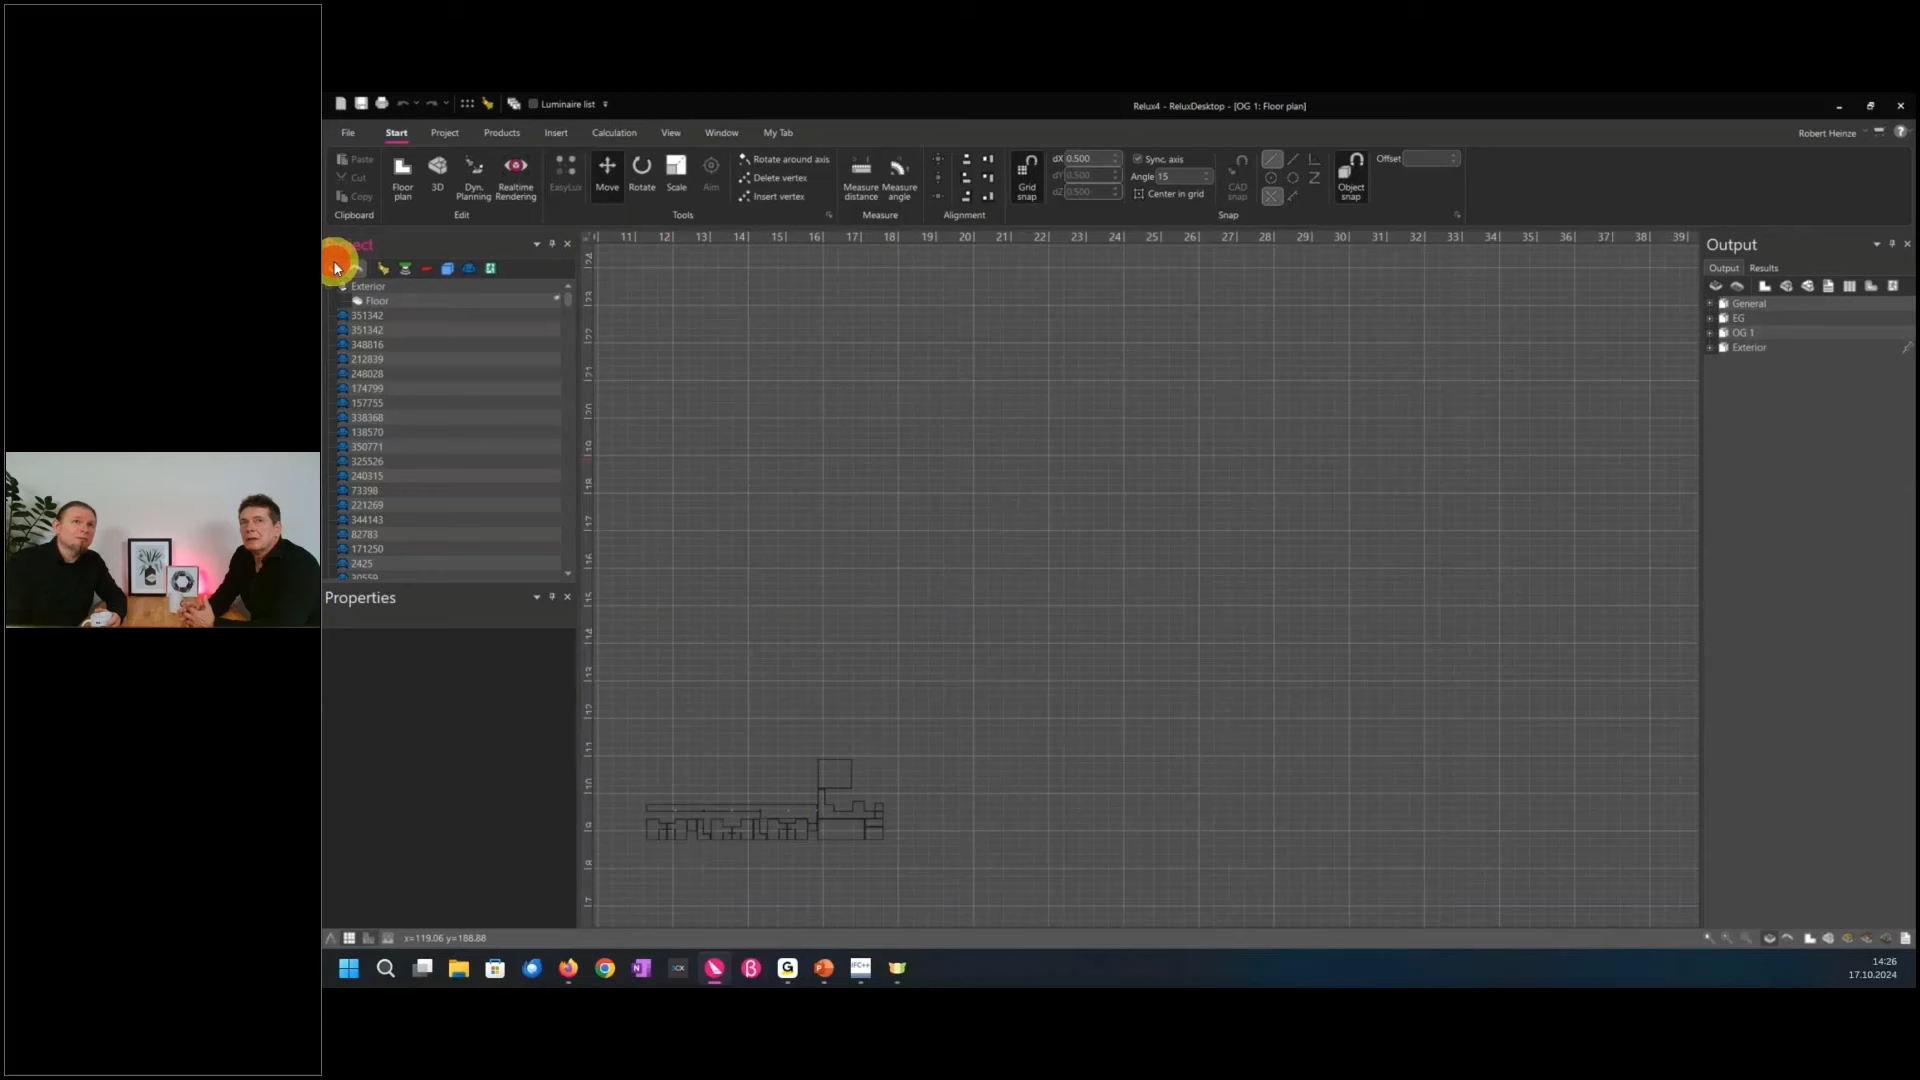 Luminaire list
Relux4 - ReluxDesktop - [OG 1: Floor plan]
File Start Project Products Insert Calculation View Window My Tab
Robert Heinze
Paste
Cut
Copy
Clipboard
Floor plan
3D
Dyn. Planning
Realtime Rendering
Edit
EasyLux
Move
Rotate
Scale
Aim
Rotate around axis
Delete vertex
Insert vertex
Tools
Measure distance
Measure angle
Measure
Alignment
Grid snap
dX 0.500
dY 0.500
dZ 0.500
Sync. axis
Angle 15
Center in grid
CAD snap
Object snap
Snap
Offset
Exterior
Floor
351342
351342
348816
212839
248028
174799
157755
338368
138570
350771
325526
240315
73398
221269
344143
82783
171250
2425
30559
Properties
11 12 13 14 15 16 17 18 19 20 21 22 23 24 25 26 27 28 29 30 31 32 33 34 35 36 37 38 39
Output
Output Results
General
EG
OG 1
Exterior
x=119.06 y=188.88
IFC++
14:26
17.10.2024